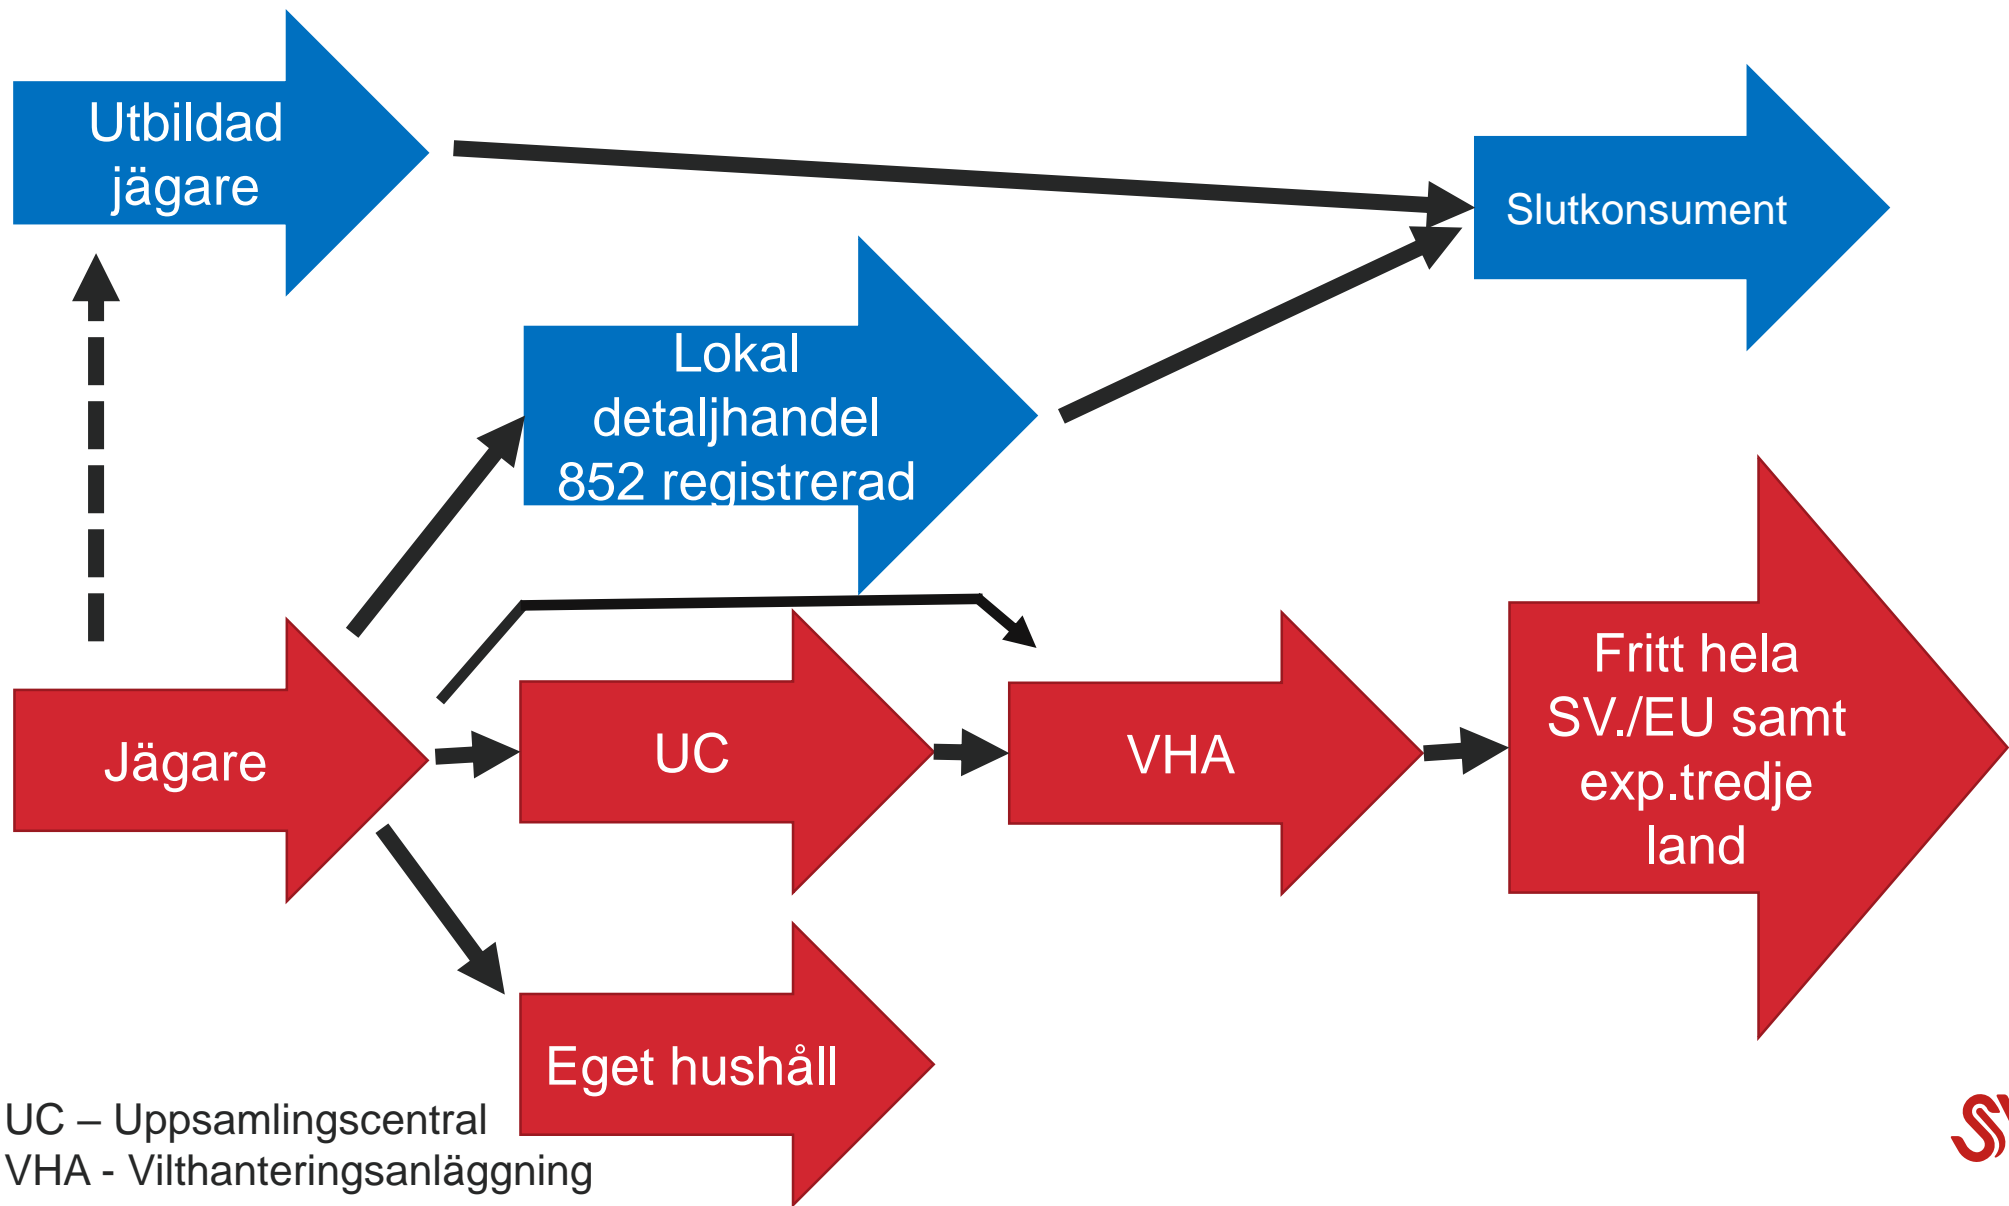 Utbildad
jägare
Slutkonsument
Lokal
detaljhandel
852 registrerad
Jägare
UC
VHA
Fritt hela
SV./EU samt
exp.tredje
land
Eget hushåll
UC – Uppsamlingscentral
VHA - Vilthanteringsanläggning